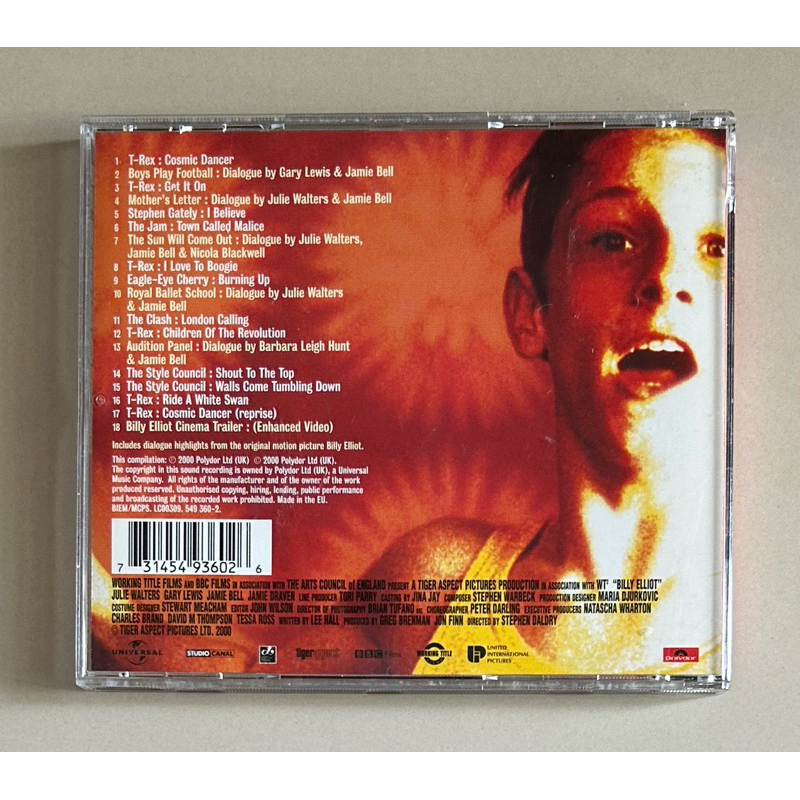 1 T-Rex : Cosmic Dancer
2 Boys Play Football : Dialogue by Gary Lewis & Jamie Bell
3 T-Rex : Get It On
4 Mother's Letter : Dialogue by Julie Walters & Jamie Bell
5 Stephen Gately : I Believe
6 The Jam : Town Called Malice
7 The Sun Will Come Out : Dialogue by Julie Walters,
Jamie Bell & Nicola Blackwell
8 T-Rex : I Love To Boogie
9 Eagle-Eye Cherry : Burning Up
10 Royal Ballet School : Dialogue by Julie Walters
& Jamie Bell
11 The Clash : London Calling
12 T-Rex : Children Of The Revolution
13 Audition Panel : Dialogue by Barbara Leigh Hunt
& Jamie Bell
14 The Style Council : Shout To The Top
15 The Style Council : Walls Come Tumbling Down
16 T-Rex : Ride A White Swan
17 T-Rex : Cosmic Dancer (reprise)
18 Billy Elliot Cinema Trailer : (Enhanced Video)
Includes dialogue highlights from the original motion picture Billy Elliot.
This compilation: ℗ 2000 Polydor Ltd (UK) © 2000 Polydor Ltd (UK).
The copyright in this sound recording is owned by Polydor Ltd (UK), a Universal
Music Company. All rights of the manufacturer and of the owner of the work
produced reserved. Unauthorised copying, hiring, lending, public performance
and broadcasting of the recorded work prohibited. Made in the EU.
BIEM/MCPS. LC00309. 549 360-2.
7 31454 93602 6
WORKING TITLE FILMS AND BBC FILMS IN ASSOCIATION WITH THE ARTS COUNCIL OF ENGLAND PRESENT A TIGER ASPECT PICTURES PRODUCTION IN ASSOCIATION WITH WT² "BILLY ELLIOT"
JULIE WALTERS GARY LEWIS JAMIE BELL JAMIE DRAVEN LINE PRODUCER TORI PARRY CASTING BY JINA JAY COMPOSER STEPHEN WARBECK PRODUCTION DESIGNER MARIA DJURKOVIC
COSTUME DESIGNER STEWART MEACHAM EDITOR JOHN WILSON DIRECTOR OF PHOTOGRAPHY BRIAN TUFANO BSC CHOREOGRAPHER PETER DARLING EXECUTIVE PRODUCERS NATASCHA WHARTON
CHARLES BRAND DAVID M THOMPSON TESSA ROSS WRITTEN BY LEE HALL PRODUCED BY GREG BRENMAN JON FINN DIRECTED BY STEPHEN DALDRY
© TIGER ASPECT PICTURES LTD. 2000
UNIVERSAL
STUDIO CANAL
tigeraspect
BBC Films
WORKING TITLE
UNITED
INTERNATIONAL
PICTURES
Polydor